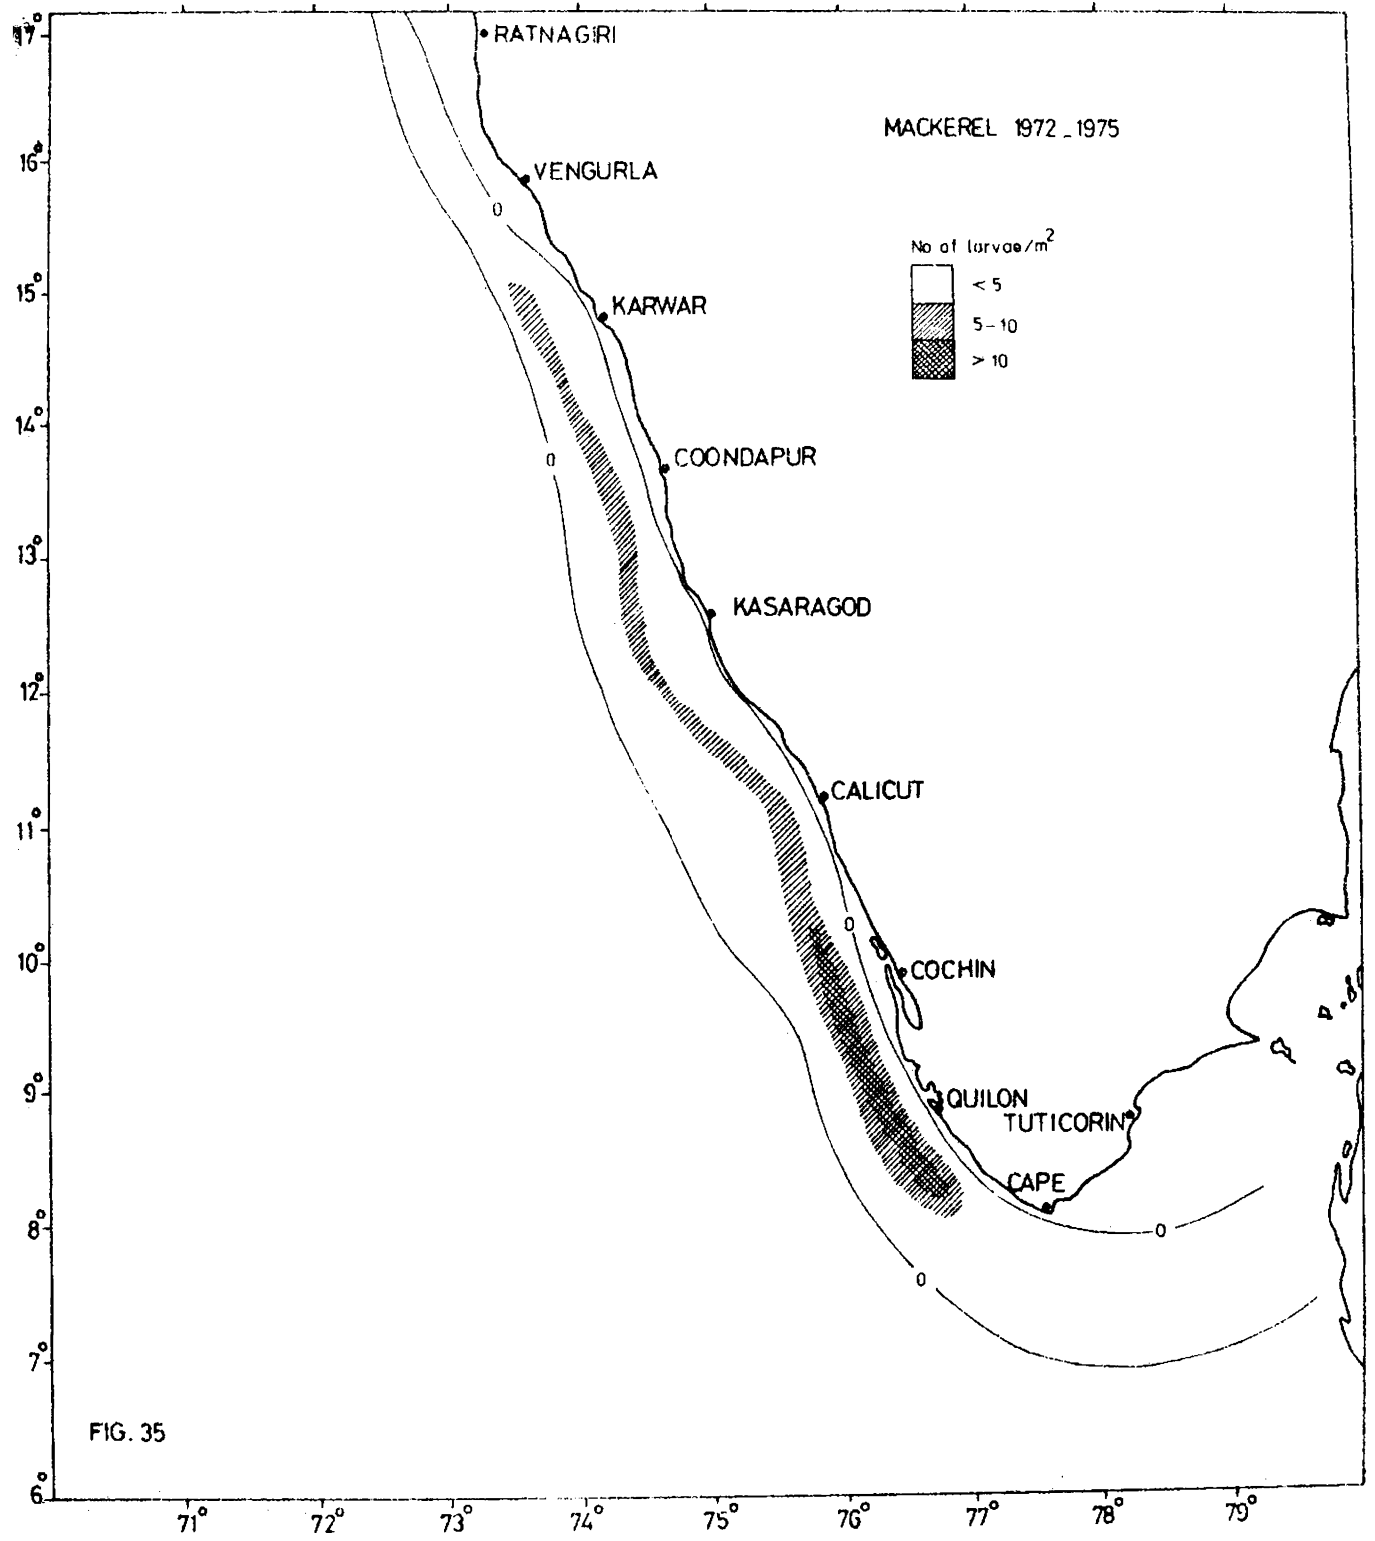 17°
RATNAGIRI
MACKEREL 1972_1975
16°
VENGURLA
0
No of larvae/m²
<5
5-10
>10
15°
KARWAR
14°
COONDAPUR
0
13°
KASARAGOD
12°
CALICUT
11°
0
10°
COCHIN
9°
QUILON
TUTICORIN
CAPE
8°
0
0
7°
FIG. 35
6°
71° 72° 73° 74° 75° 76° 77° 78° 79°